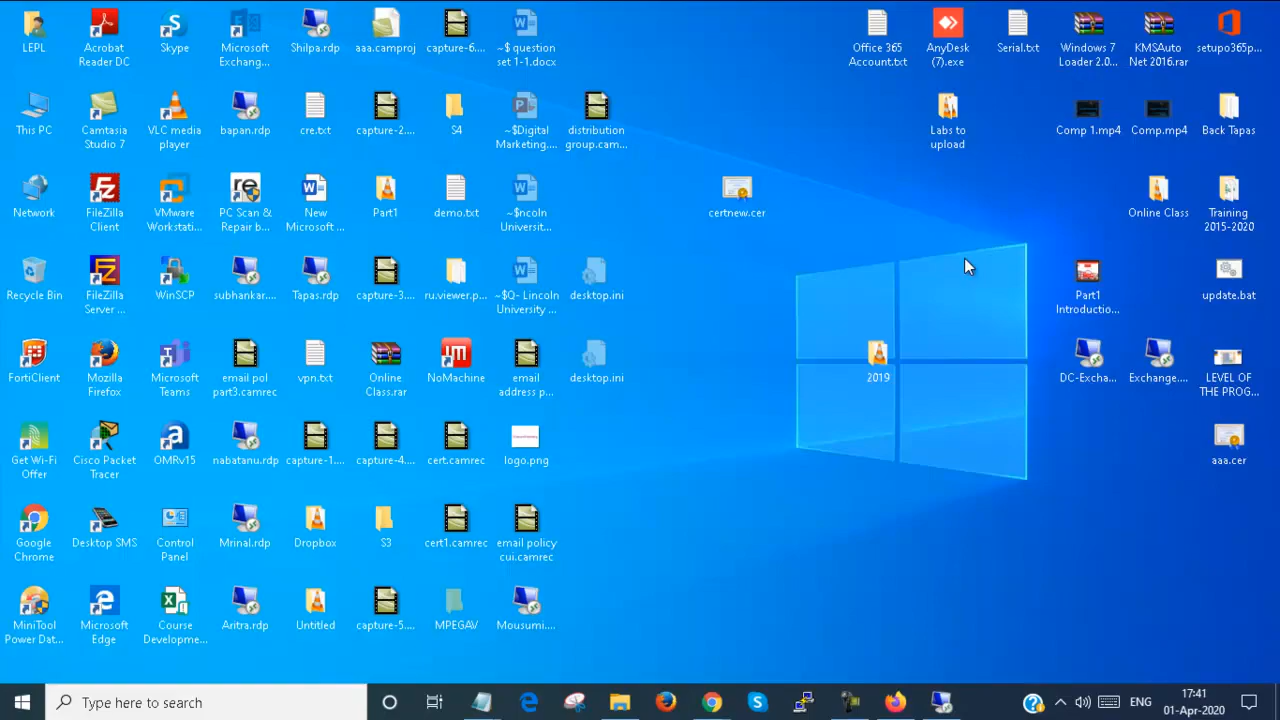 LEPL
Acrobat
Reader DC
Skype
Microsoft
Exchang...
Shilpa.rdp
aaa.camproj
capture-6....
~$ question
set 1-1.docx
Office 365
Account.txt
AnyDesk
(7).exe
Serial.txt
Windows 7
Loader 2.0...
KMSAuto
Net 2016.rar
setupo365p...
This PC
Camtasia
Studio 7
VLC media
player
bapan.rdp
cre.txt
capture-2....
S4
~$Digital
Marketing....
distribution
group.cam...
Labs to
upload
Comp 1.mp4
Comp.mp4
Back Tapas
Network
FileZilla
Client
VMware
Workstati...
PC Scan &
Repair b...
New
Microsoft ...
Part1
demo.txt
~$ncoln
Universit...
certnew.cer
Online Class
Training
2015-2020
Recycle Bin
FileZilla
Server ...
WinSCP
subhankar....
Tapas.rdp
capture-3....
ru.viewer.p...
~$Q- Lincoln
University ...
desktop.ini
Part1
Introductio...
update.bat
FortiClient
Mozilla
Firefox
Microsoft
Teams
email pol
part3.camrec
vpn.txt
Online
Class.rar
NoMachine
email
address p...
desktop.ini
2019
DC-Excha...
Exchange....
LEVEL OF
THE PROG...
Get Wi-Fi
Offer
Cisco Packet
Tracer
OMRv15
nabatanu.rdp
capture-1....
capture-4....
cert.camrec
logo.png
aaa.cer
Google
Chrome
Desktop SMS
Control
Panel
Mrinal.rdp
Dropbox
S3
cert1.camrec
email policy
cui.camrec
MiniTool
Power Dat...
Microsoft
Edge
Course
Developme...
Aritra.rdp
Untitled
capture-5....
MPEGAV
Mousumi....
Type here to search
ENG
17:41
01-Apr-2020